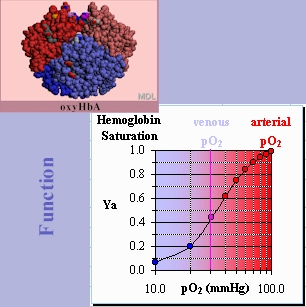 MDL
oxyHbA
Function
Hemoglobin
Saturation
venous
pO2
arterial
pO2
Ya
1.0
0.8
0.6
0.4
0.2
0.0
10.0
100.0
pO2 (mmHg)